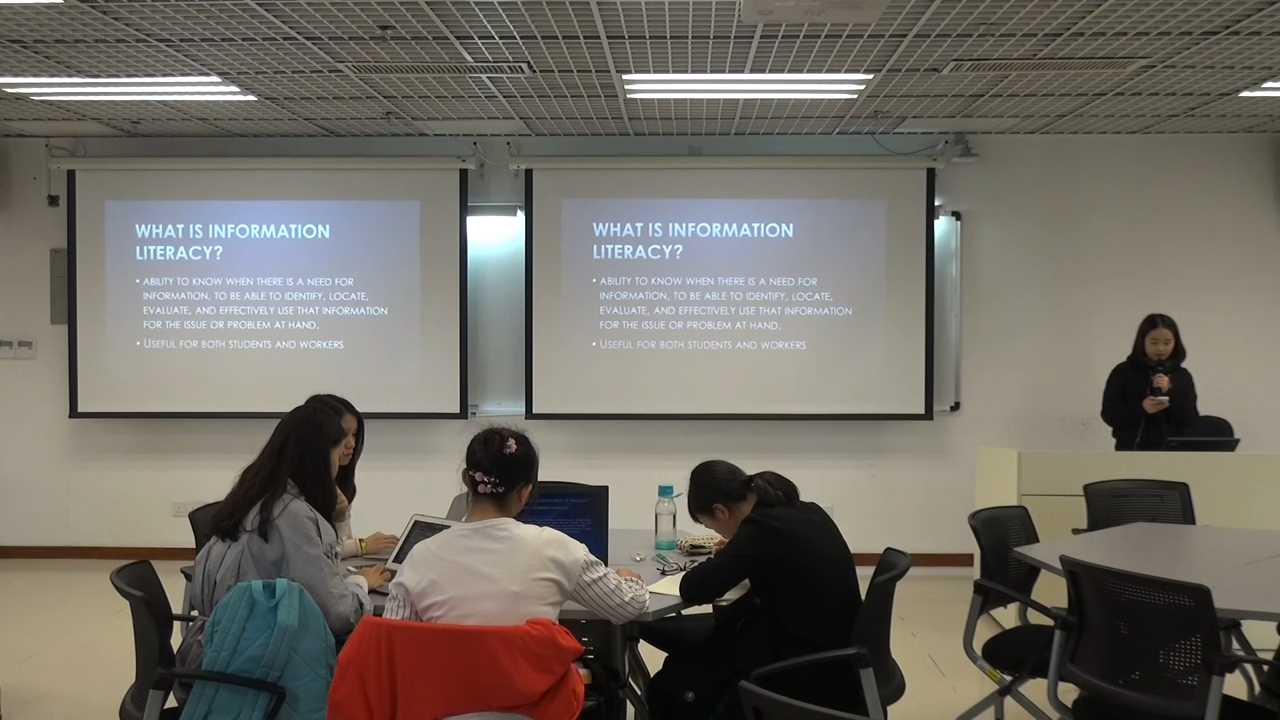 WHAT IS INFORMATION
LITERACY?
• ABILITY TO KNOW WHEN THERE IS A NEED FOR
INFORMATION, TO BE ABLE TO IDENTIFY, LOCATE,
EVALUATE, AND EFFECTIVELY USE THAT INFORMATION
FOR THE ISSUE OR PROBLEM AT HAND.
• USEFUL FOR BOTH STUDENTS AND WORKERS
WHAT IS INFORMATION
LITERACY?
• ABILITY TO KNOW WHEN THERE IS A NEED FOR
INFORMATION, TO BE ABLE TO IDENTIFY, LOCATE,
EVALUATE, AND EFFECTIVELY USE THAT INFORMATION
FOR THE ISSUE OR PROBLEM AT HAND.
• USEFUL FOR BOTH STUDENTS AND WORKERS